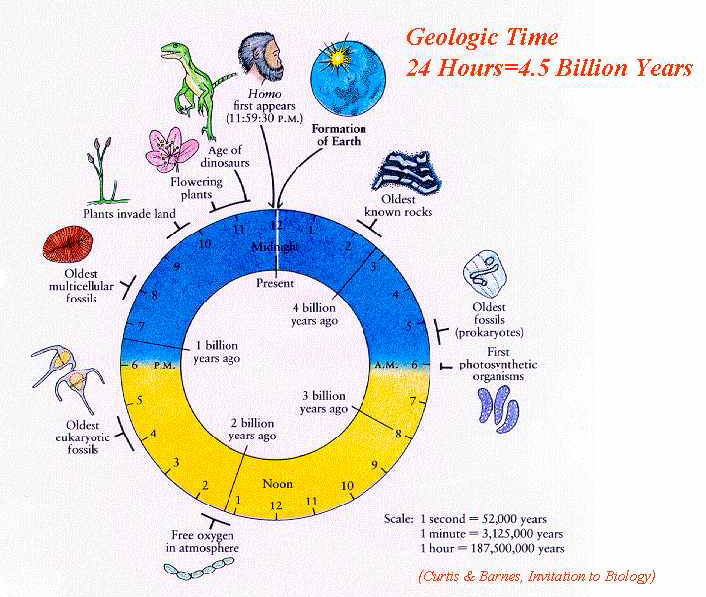 Geologic Time
24 Hours=4.5 Billion Years
Homo
first appears
(11:59:30 P.M.)
Formation
of Earth
Age of
dinosaurs
Flowering
plants
Plants invade land
Oldest
multicellular
fossils
Oldest
eukaryotic
fossils
Free oxygen
in atmosphere
Oldest
known rocks
Oldest
fossils
(prokaryotes)
First
photosynthetic
organisms
12
1
2
3
4
5
A.M. 6
7
8
9
10
11
12
Noon
1
2
3
4
5
6 P.M.
7
8
9
10
11
Midnight
Present
4 billion
years ago
3 billion
years ago
2 billion
years ago
1 billion
years ago
Scale: 1 second = 52,000 years
1 minute = 3,125,000 years
1 hour = 187,500,000 years
(Curtis & Barnes, Invitation to Biology)